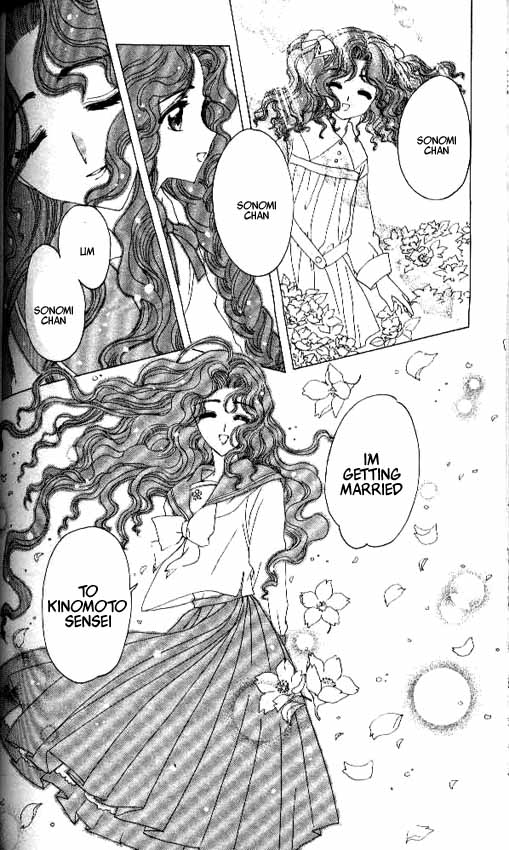 SONOMI
CHAN
SONOMI
CHAN
UM
SONOMI
CHAN
IM
GETTING
MARRIED
TO
KINOMOTO
SENSEI